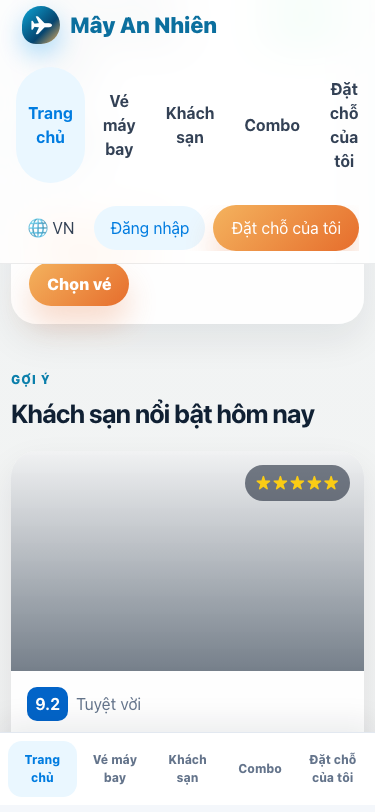 Mây An Nhiên
Trang
chủ
Vé
máy
bay
Khách
sạn
Combo
Đặt
chỗ
của
tôi
VN
Đăng nhập
Đặt chỗ của tôi
Chọn vé
GỢI Ý
Khách sạn nổi bật hôm nay
9.2 Tuyệt vời
Trang
chủ
Vé máy
bay
Khách
sạn
Combo
Đặt chỗ
của tôi